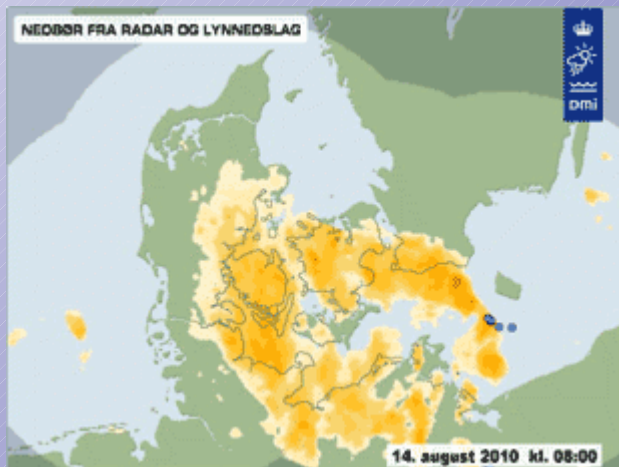 NEDBØR FRA RADAR OG LYNNEDSLAG
DMI
14. august 2010 kl. 08:00